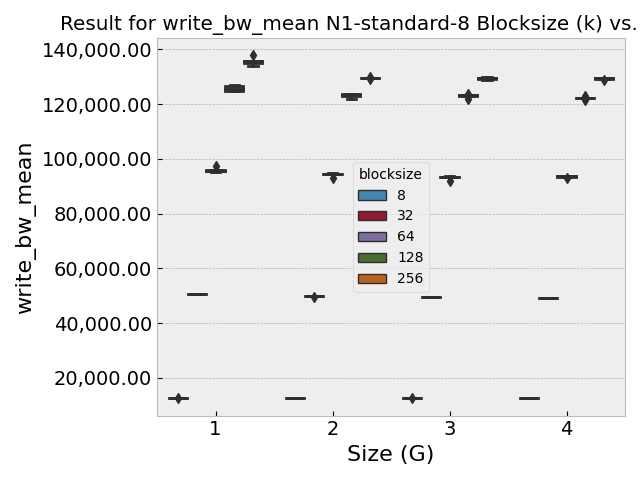 Result for write_bw_mean N1-standard-8 Blocksize (k) vs.
140,000.00
120,000.00
100,000.00
80,000.00
60,000.00
40,000.00
20,000.00
write_bw_mean
blocksize
8
32
64
128
256
1 2 3 4
Size (G)